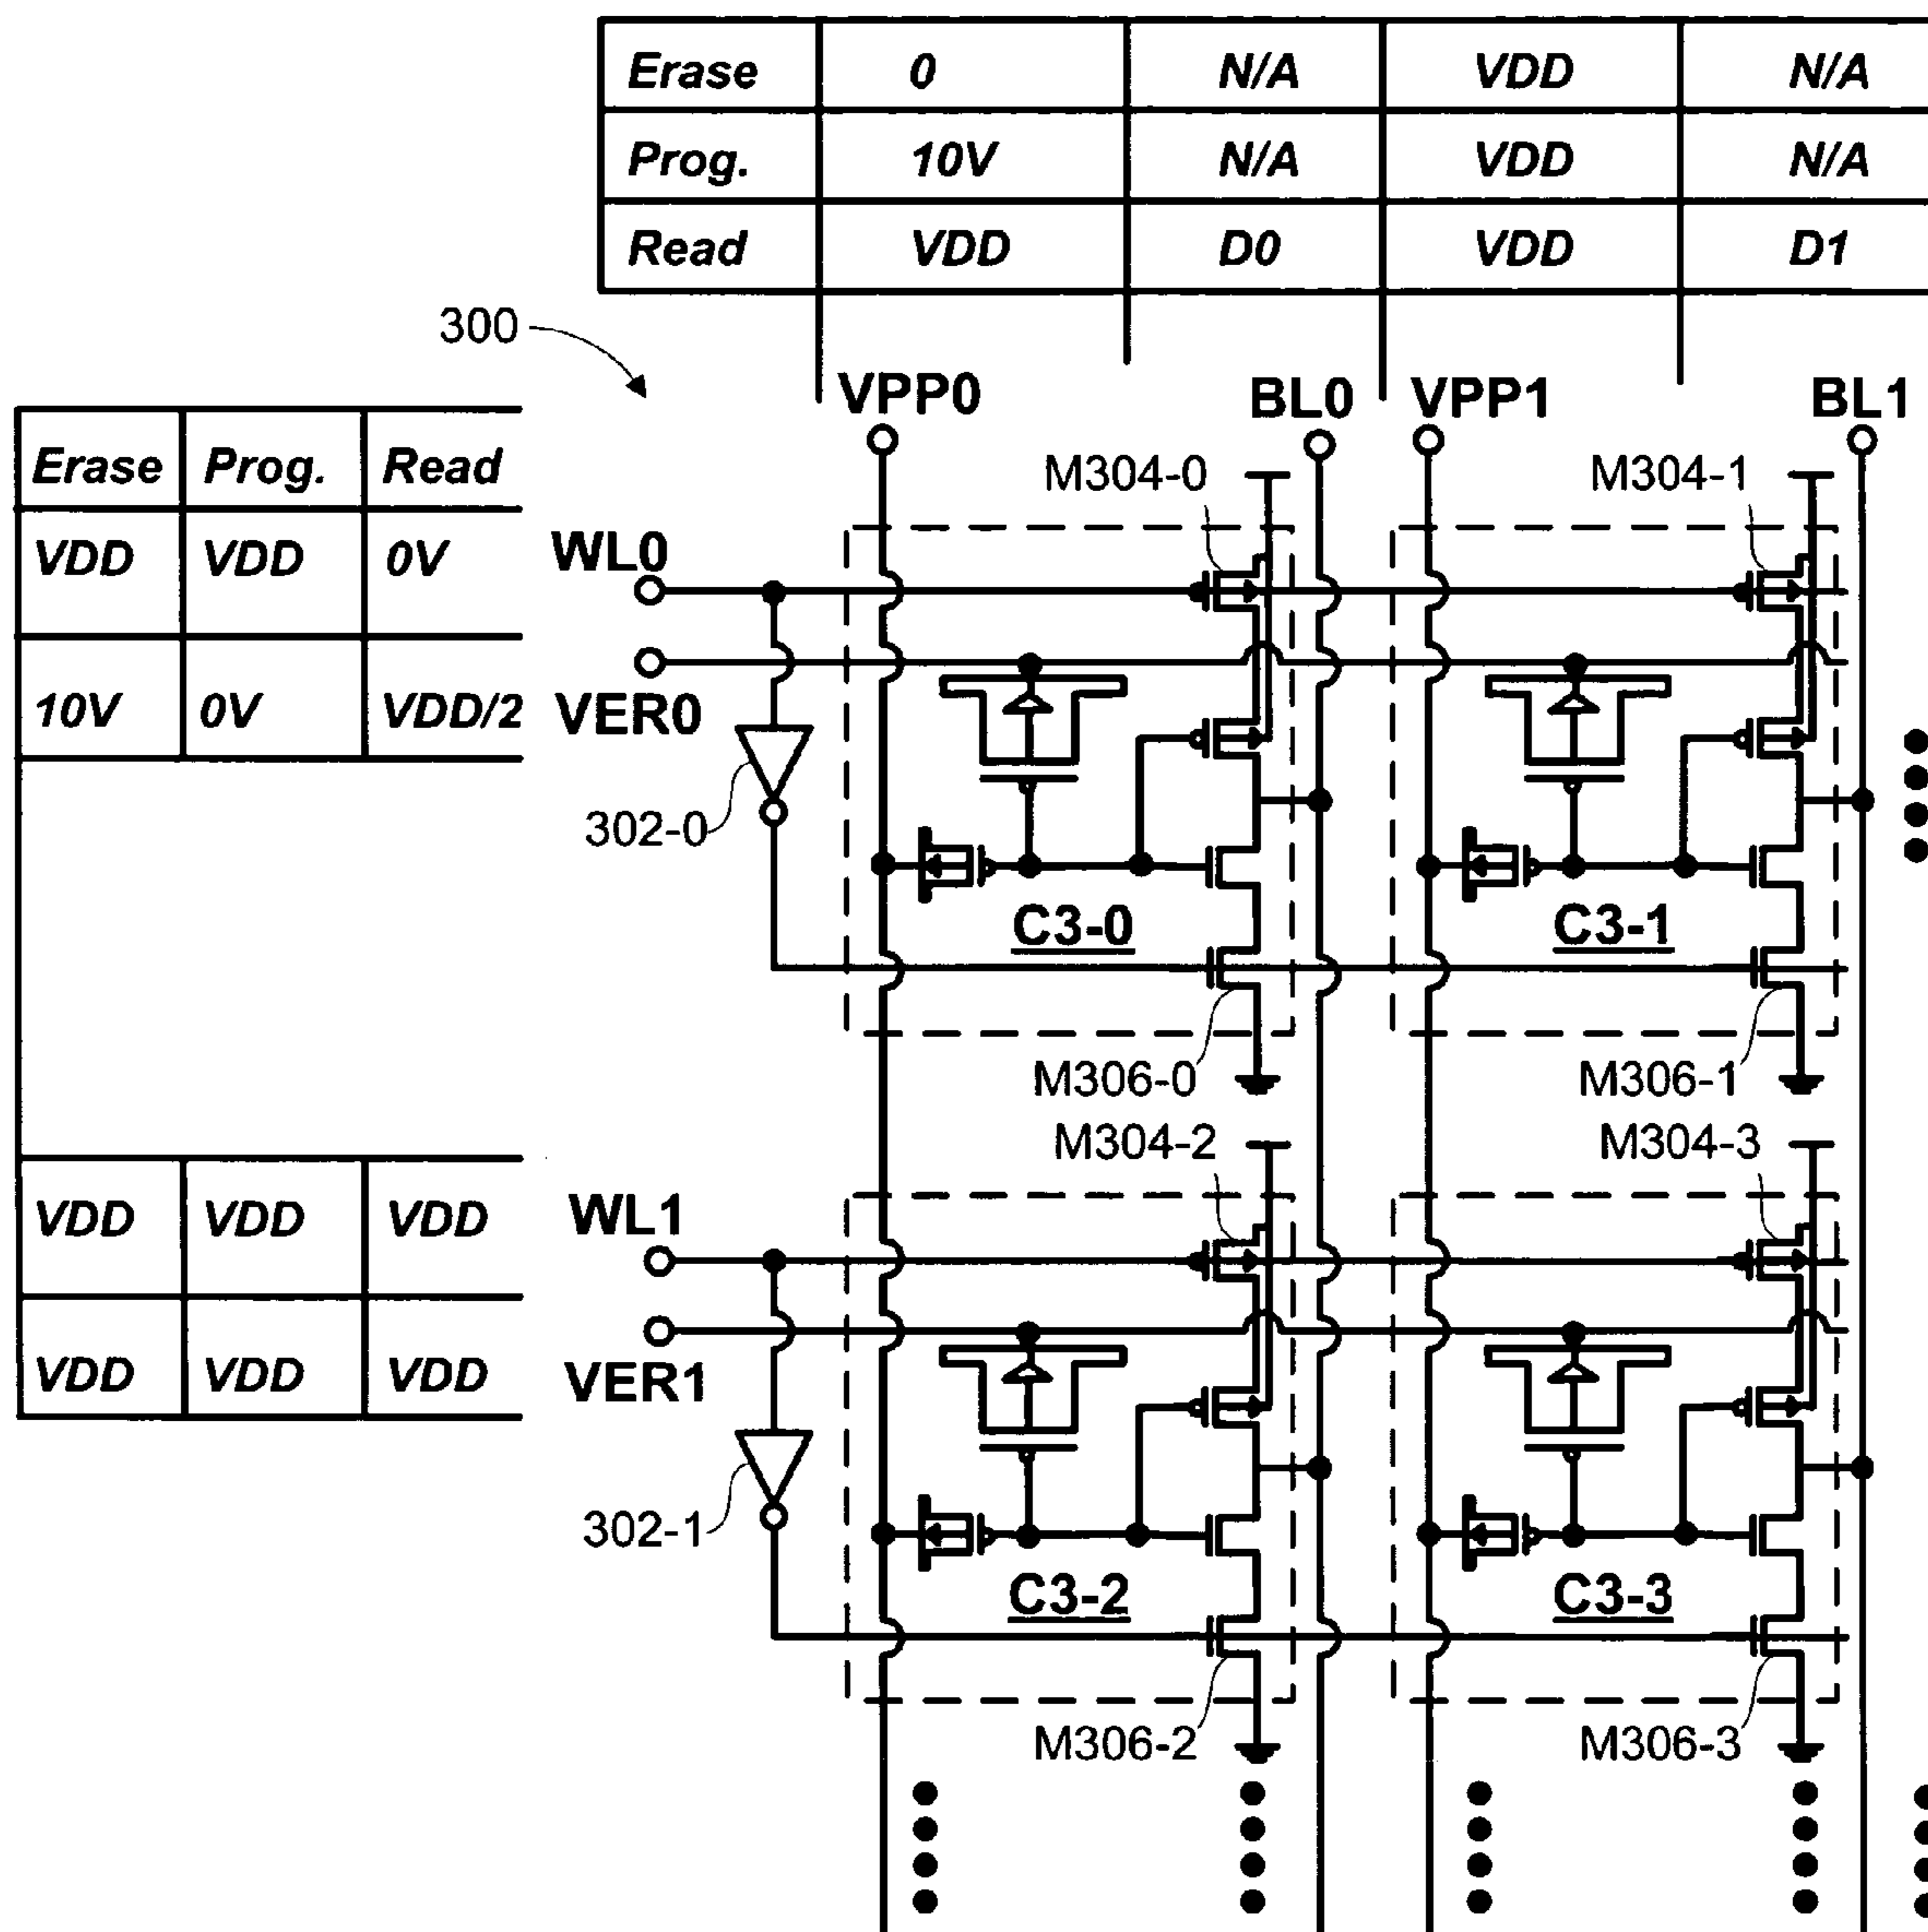 Erase 0 N/A VDD N/A
Prog. 10V N/A VDD N/A
Read VDD D0 VDD D1
300
VPP0 BL0 VPP1 BL1
Erase Prog. Read
M304-0 M304-1
VDD VDD 0V
WL0
10V 0V VDD/2
VER0
302-0
C3-0 C3-1
M306-0 M306-1
M304-2 M304-3
VDD VDD VDD
WL1
VDD VDD VDD
VER1
302-1
C3-2 C3-3
M306-2 M306-3